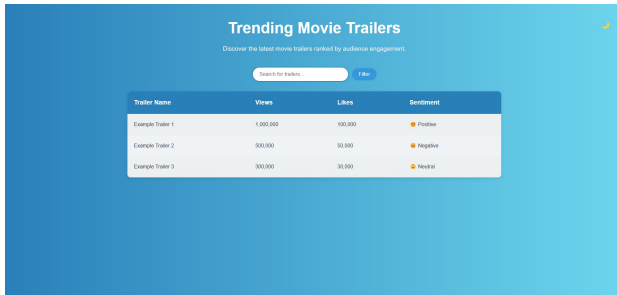 Trending Movie Trailers
Discover the latest movie trailers ranked by audience engagement.
Search for trailers...
Filter
Trailer Name Views Likes Sentiment
Example Trailer 1 1,000,000 100,000 Positive
Example Trailer 2 500,000 50,000 Negative
Example Trailer 3 300,000 30,000 Neutral